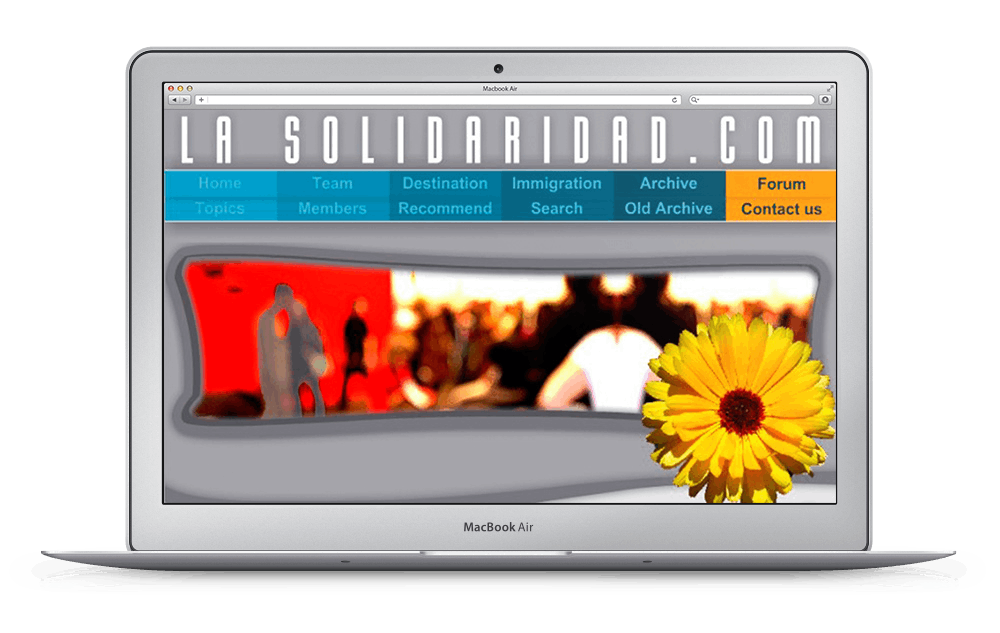 Macbook Air
LA SOLIDARIDAD.COM
Home Team Destination Immigration Archive Forum
Topics Members Recommend Search Old Archive Contact us
MacBook Air